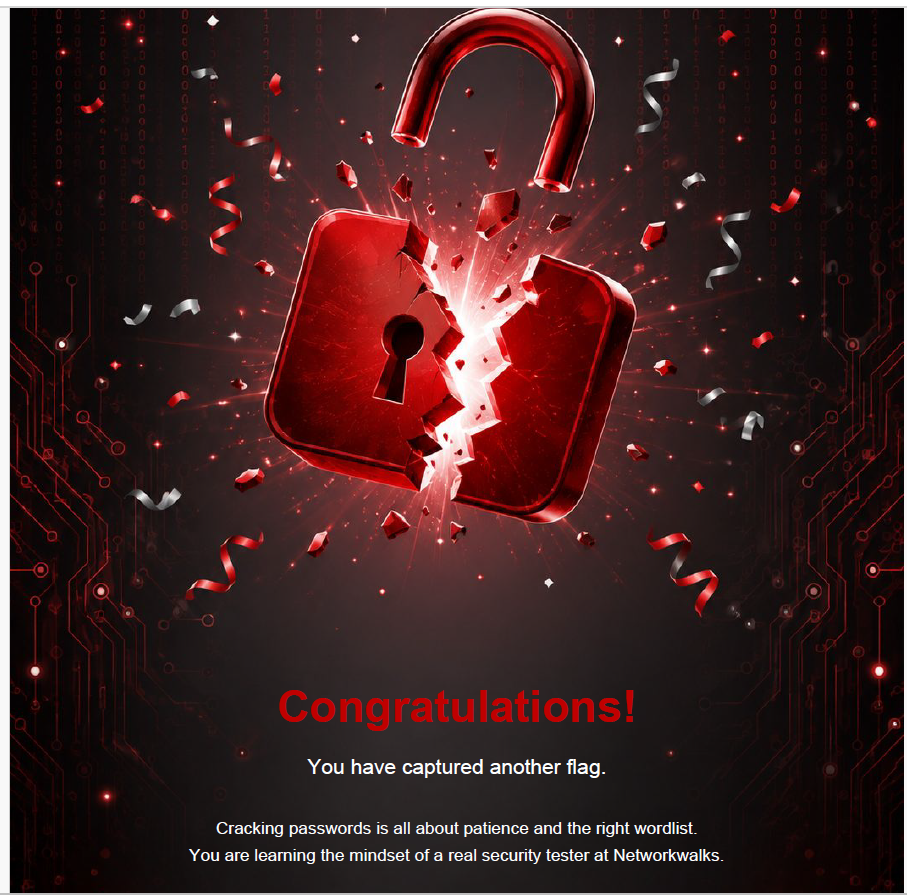 Congratulations!
You have captured another flag.
Cracking passwords is all about patience and the right wordlist.
You are learning the mindset of a real security tester at Networkwalks.